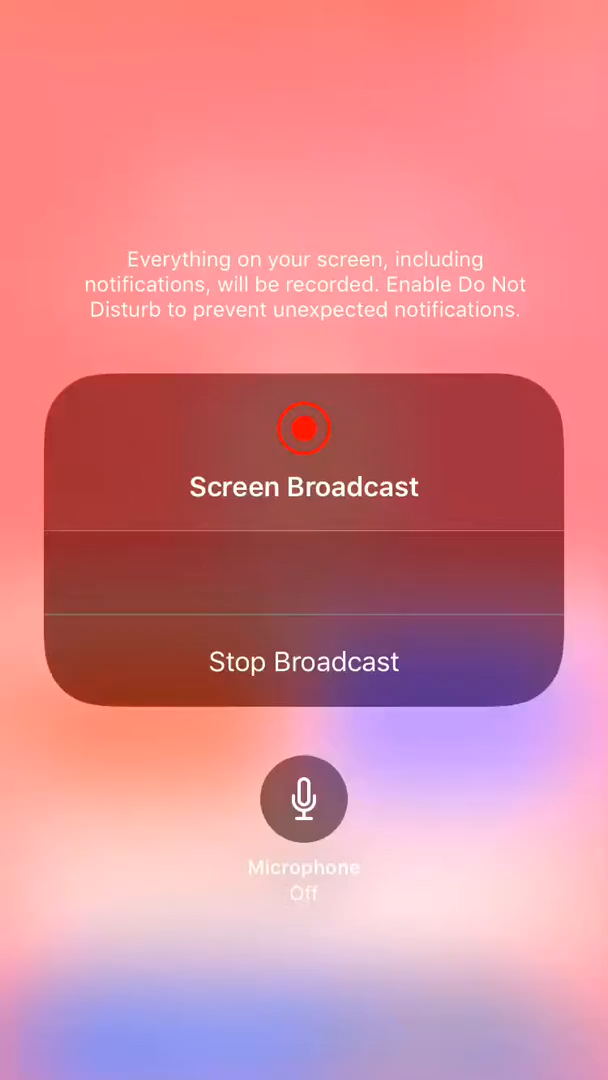 Everything on your screen, including
notifications, will be recorded. Enable Do Not
Disturb to prevent unexpected notifications.
Screen Broadcast
Stop Broadcast
Microphone
Off